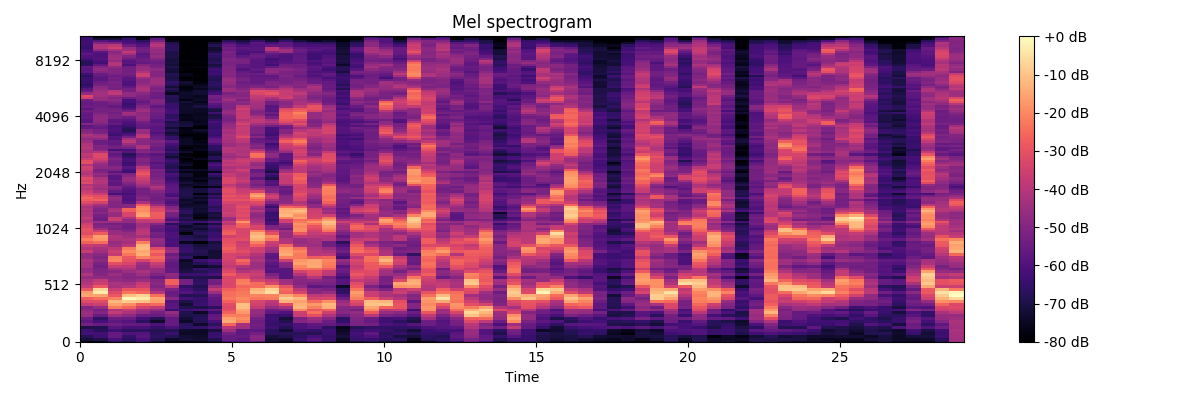 Mel spectrogram
8192
4096
2048
1024
512
0
Hz
0 5 10 15 20 25
Time
+0 dB
-10 dB
-20 dB
-30 dB
-40 dB
-50 dB
-60 dB
-70 dB
-80 dB